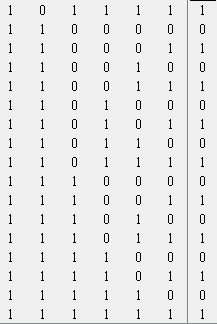 1 0 1 1 1 1 1
1 1 0 0 0 0 0
1 1 0 0 0 1 1
1 1 0 0 1 0 0
1 1 0 0 1 1 1
1 1 0 1 0 0 0
1 1 0 1 0 1 1
1 1 0 1 1 0 0
1 1 0 1 1 1 1
1 1 1 0 0 0 0
1 1 1 0 0 1 1
1 1 1 0 1 0 0
1 1 1 0 1 1 1
1 1 1 1 0 0 0
1 1 1 1 0 1 1
1 1 1 1 1 0 0
1 1 1 1 1 1 1